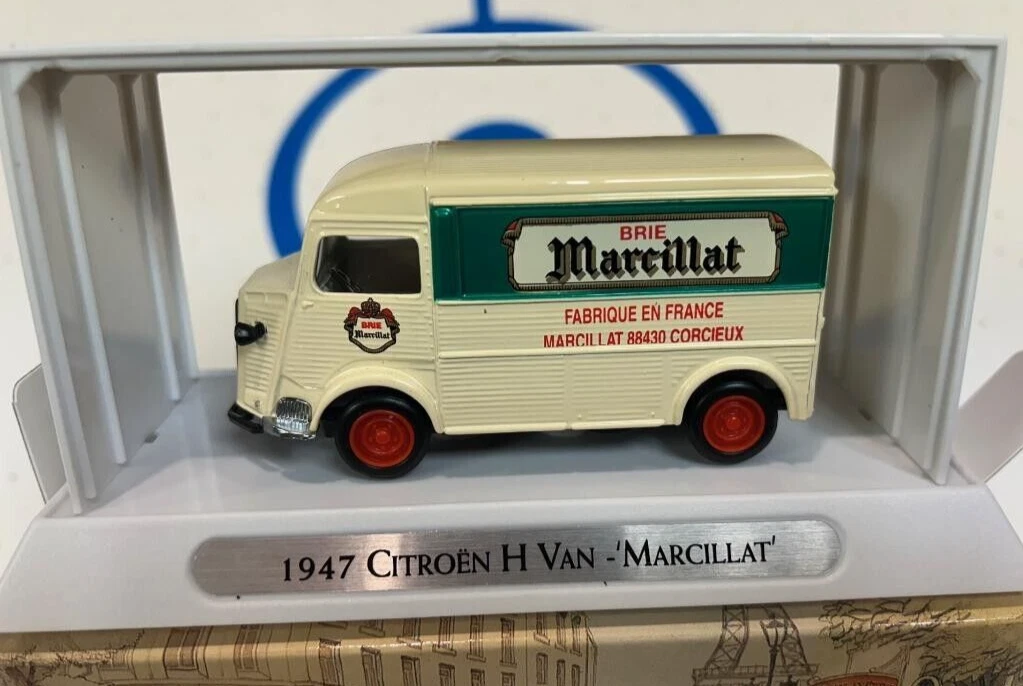 BRIE
Marcillat
FABRIQUE EN FRANCE
MARCILLAT 88430 CORCIEUX
BRIE
Marcillat
1947 CITROËN H VAN -'MARCILLAT'